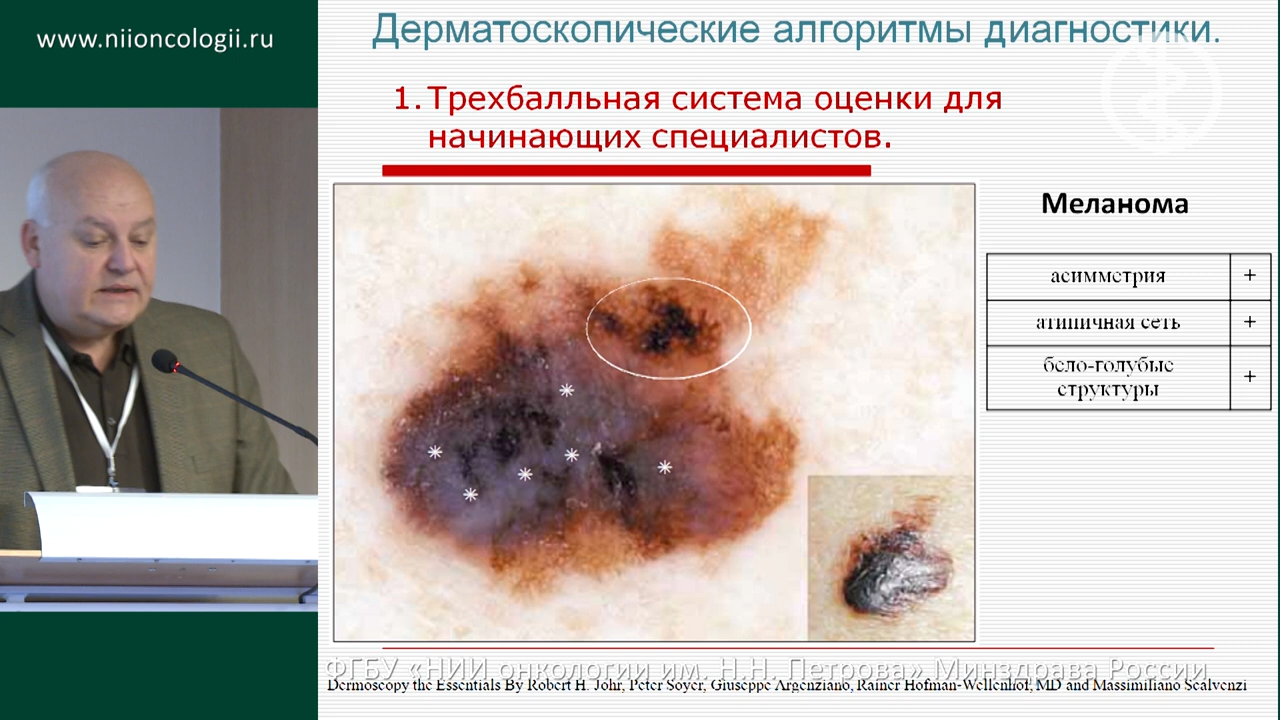 www.niioncologii.ru
Дерматоскопические алгоритмы диагностики.
1. Трехбалльная система оценки для
начинающих специалистов.
Меланома
асимметрия +
атипичная сеть +
бело-голубые
структуры +
ФГБУ «НИИ онкологии им. Н.Н. Петрова» Минздрава России
Dermoscopy the Essentials By Robert H. Johr, Peter Soyer, Giuseppe Argenziano, Rainer Hofman-Wellenhof, MD and Massimiliano Scalvenzi